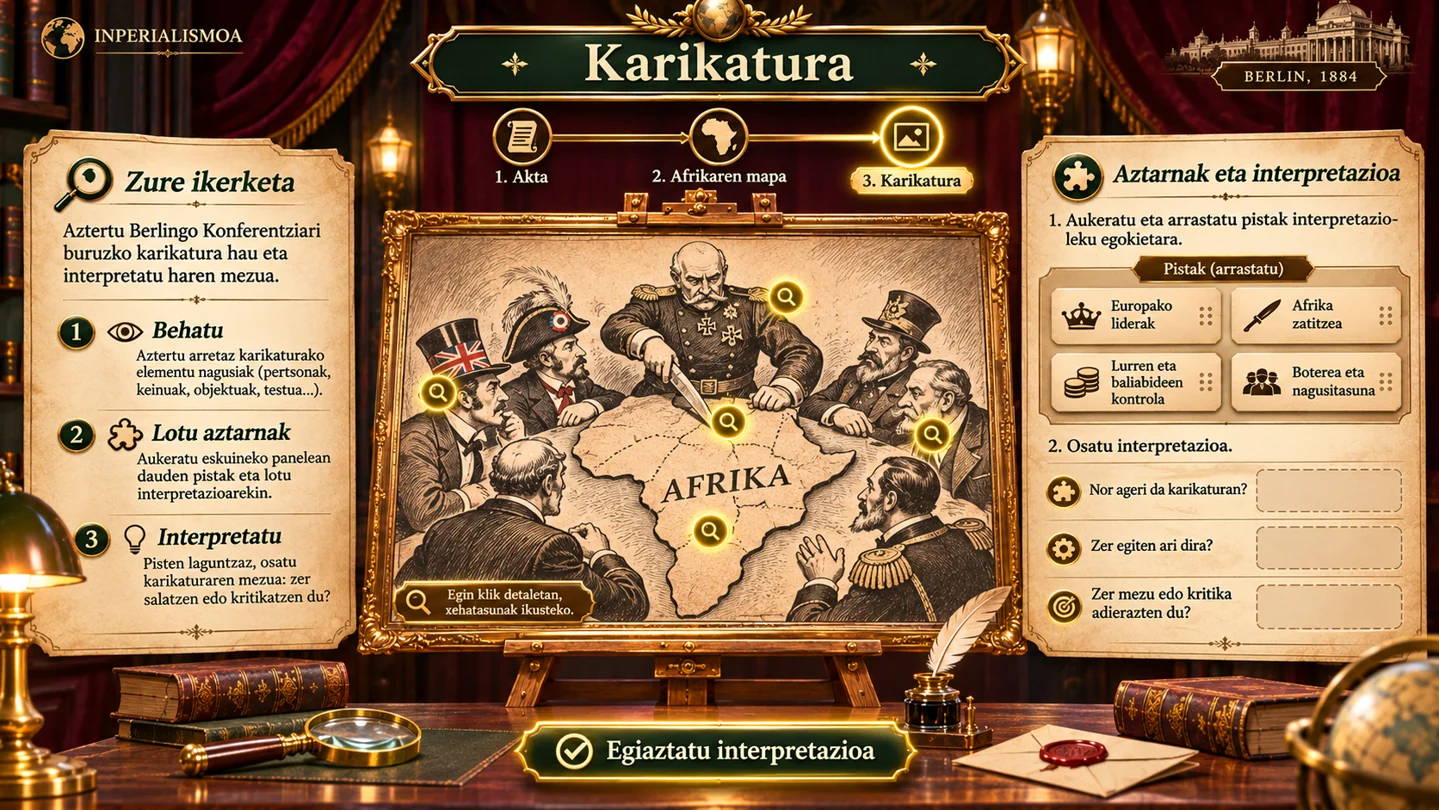 INPERIALISMOA
Karikatura
BERLIN, 1884
1. Akta
2. Afrikaren mapa
3. Karikatura
Zure ikerketa
Aztertu Berlingo Konferentziari
buruzko karikatura hau eta
interpretatu haren mezua.
1
Behatu
Aztertu arretaz karikaturako
elementu nagusiak (pertsonak,
keinuak, objektuak, testua...).
2
Lotu aztarnak
Aukeratu eskuineko panelean
dauden pistak eta lotu
interpretazioarekin.
3
Interpretatu
Pisten laguntzaz, osatu
karikaturaren mezua: zer
salatzen edo kritikatzen du?
AFRIKA
Egin klik detaletan,
xehetasunak ikusteko.
Aztarnak eta interpretazioa
1. Aukeratu eta arrastatu pistak interpretazio-
leku egokietara.
Pistak (arrastatu)
Europako
liderak
Afrika
zatitzea
Lurren eta
baliabideen
kontrola
Boterea eta
nagusitasuna
2. Osatu interpretazioa.
Nor ageri da karikaturan?
Zer egiten ari dira?
Zer mezu edo kritika
adierazten du?
Egiaztatu interpretazioa